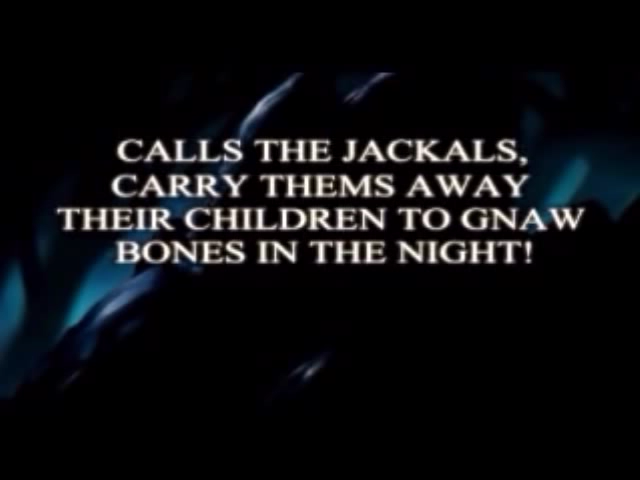 CALLS THE JACKALS,
CARRY THEMS AWAY
THEIR CHILDREN TO GNAW
BONES IN THE NIGHT!